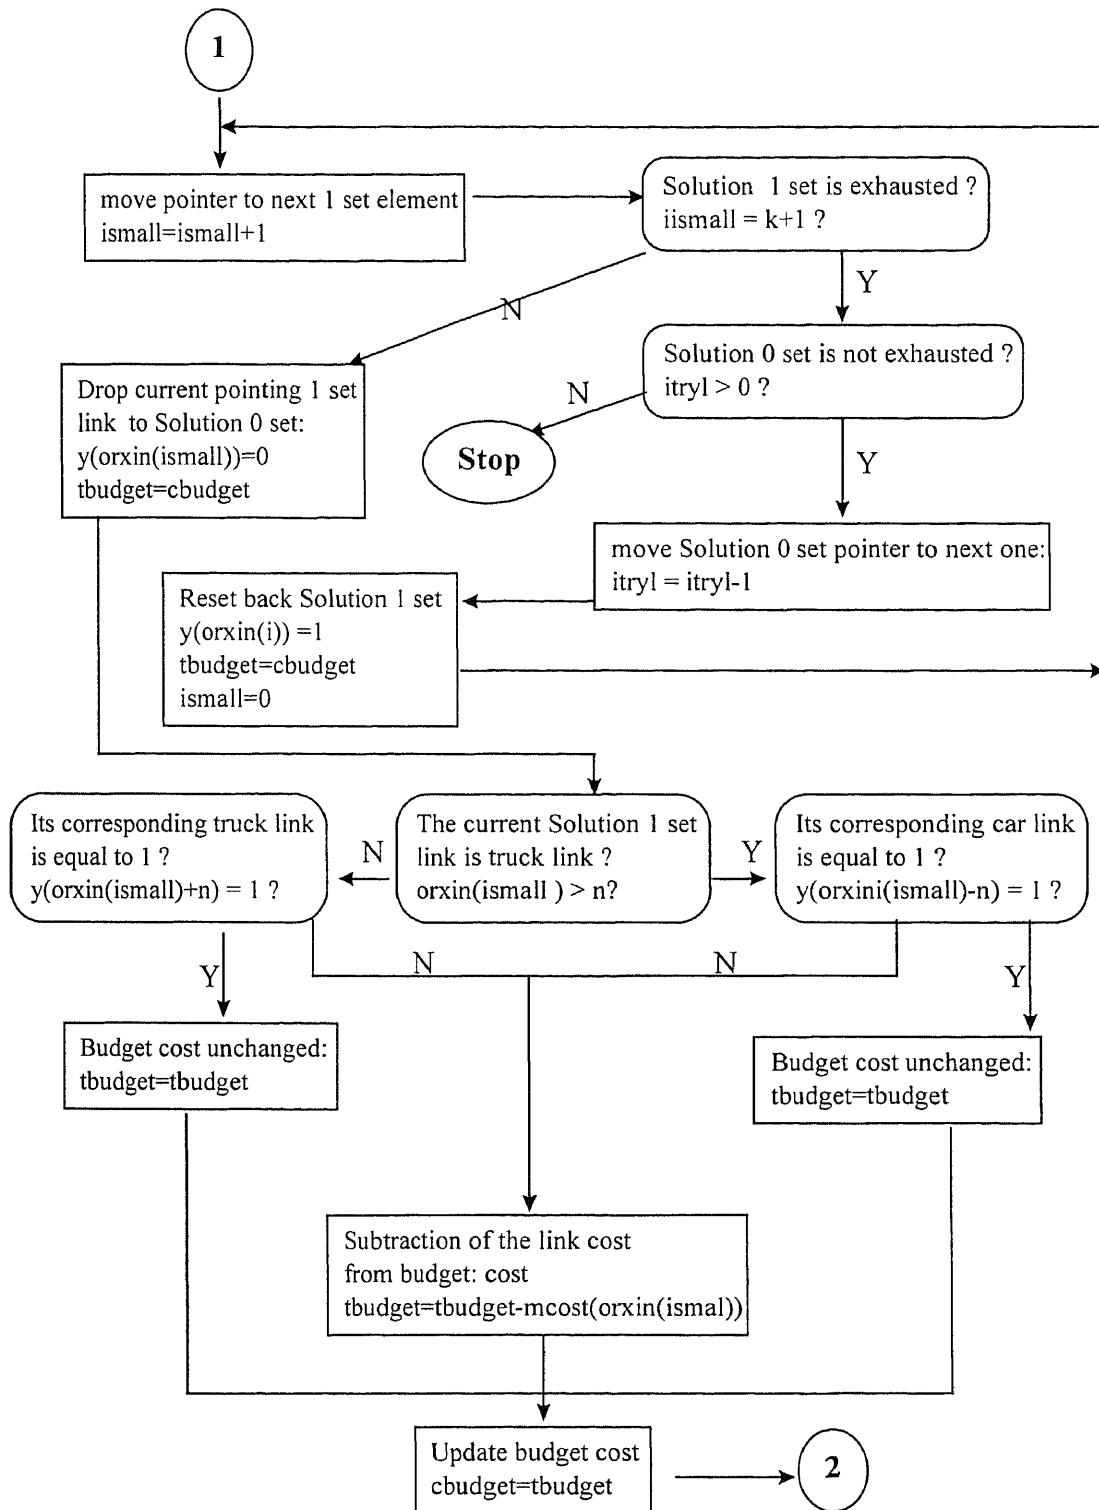 1
move pointer to next 1 set element
ismall=ismall+1
Solution 1 set is exhausted ?
iismall = k+1 ?
Y
N
Solution 0 set is not exhausted ?
itryl > 0 ?
N
Stop
Y
Drop current pointing 1 set
link to Solution 0 set:
y(orxin(ismall))=0
tbudget=cbudget
move Solution 0 set pointer to next one:
itryl = itryl-1
Reset back Solution 1 set
y(orxin(i)) =1
tbudget=cbudget
ismall=0
Its corresponding truck link
is equal to 1 ?
y(orxin(ismall)+n) = 1 ?
N
The current Solution 1 set
link is truck link ?
orxin(ismall ) > n?
Y
Its corresponding car link
is equal to 1 ?
y(orxini(ismall)-n) = 1 ?
Y
N
N
Y
Budget cost unchanged:
tbudget=tbudget
Budget cost unchanged:
tbudget=tbudget
Subtraction of the link cost
from budget: cost
tbudget=tbudget-mcost(orxin(ismal))
Update budget cost
cbudget=tbudget
2